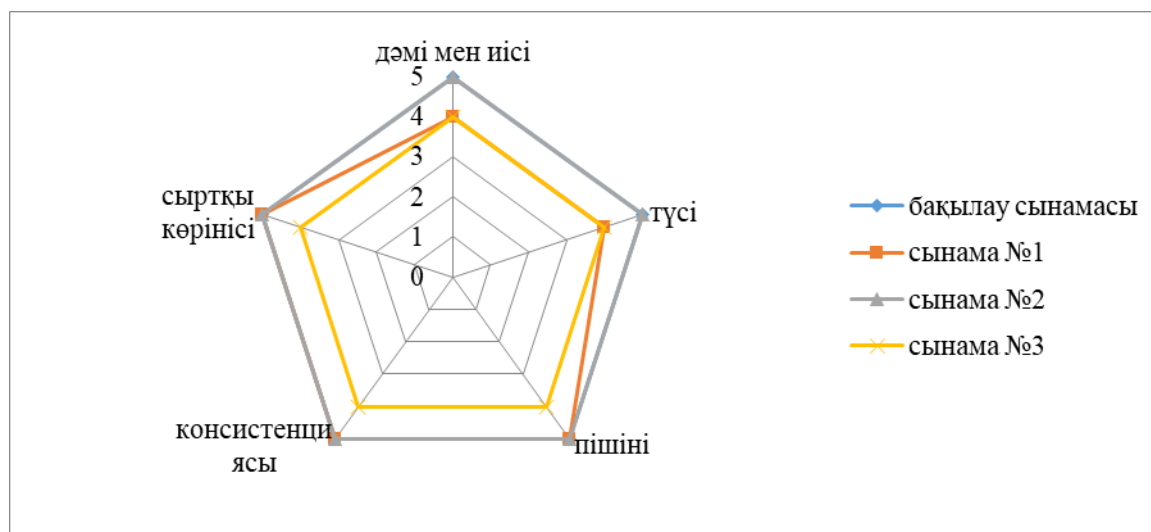 дәмі мен иісі
5
4
3
2
1
0
түсі
пішіні
консистенци
ясы
сыртқы
көрінісі
бақылау сынамасы
сынама №1
сынама №2
сынама №3